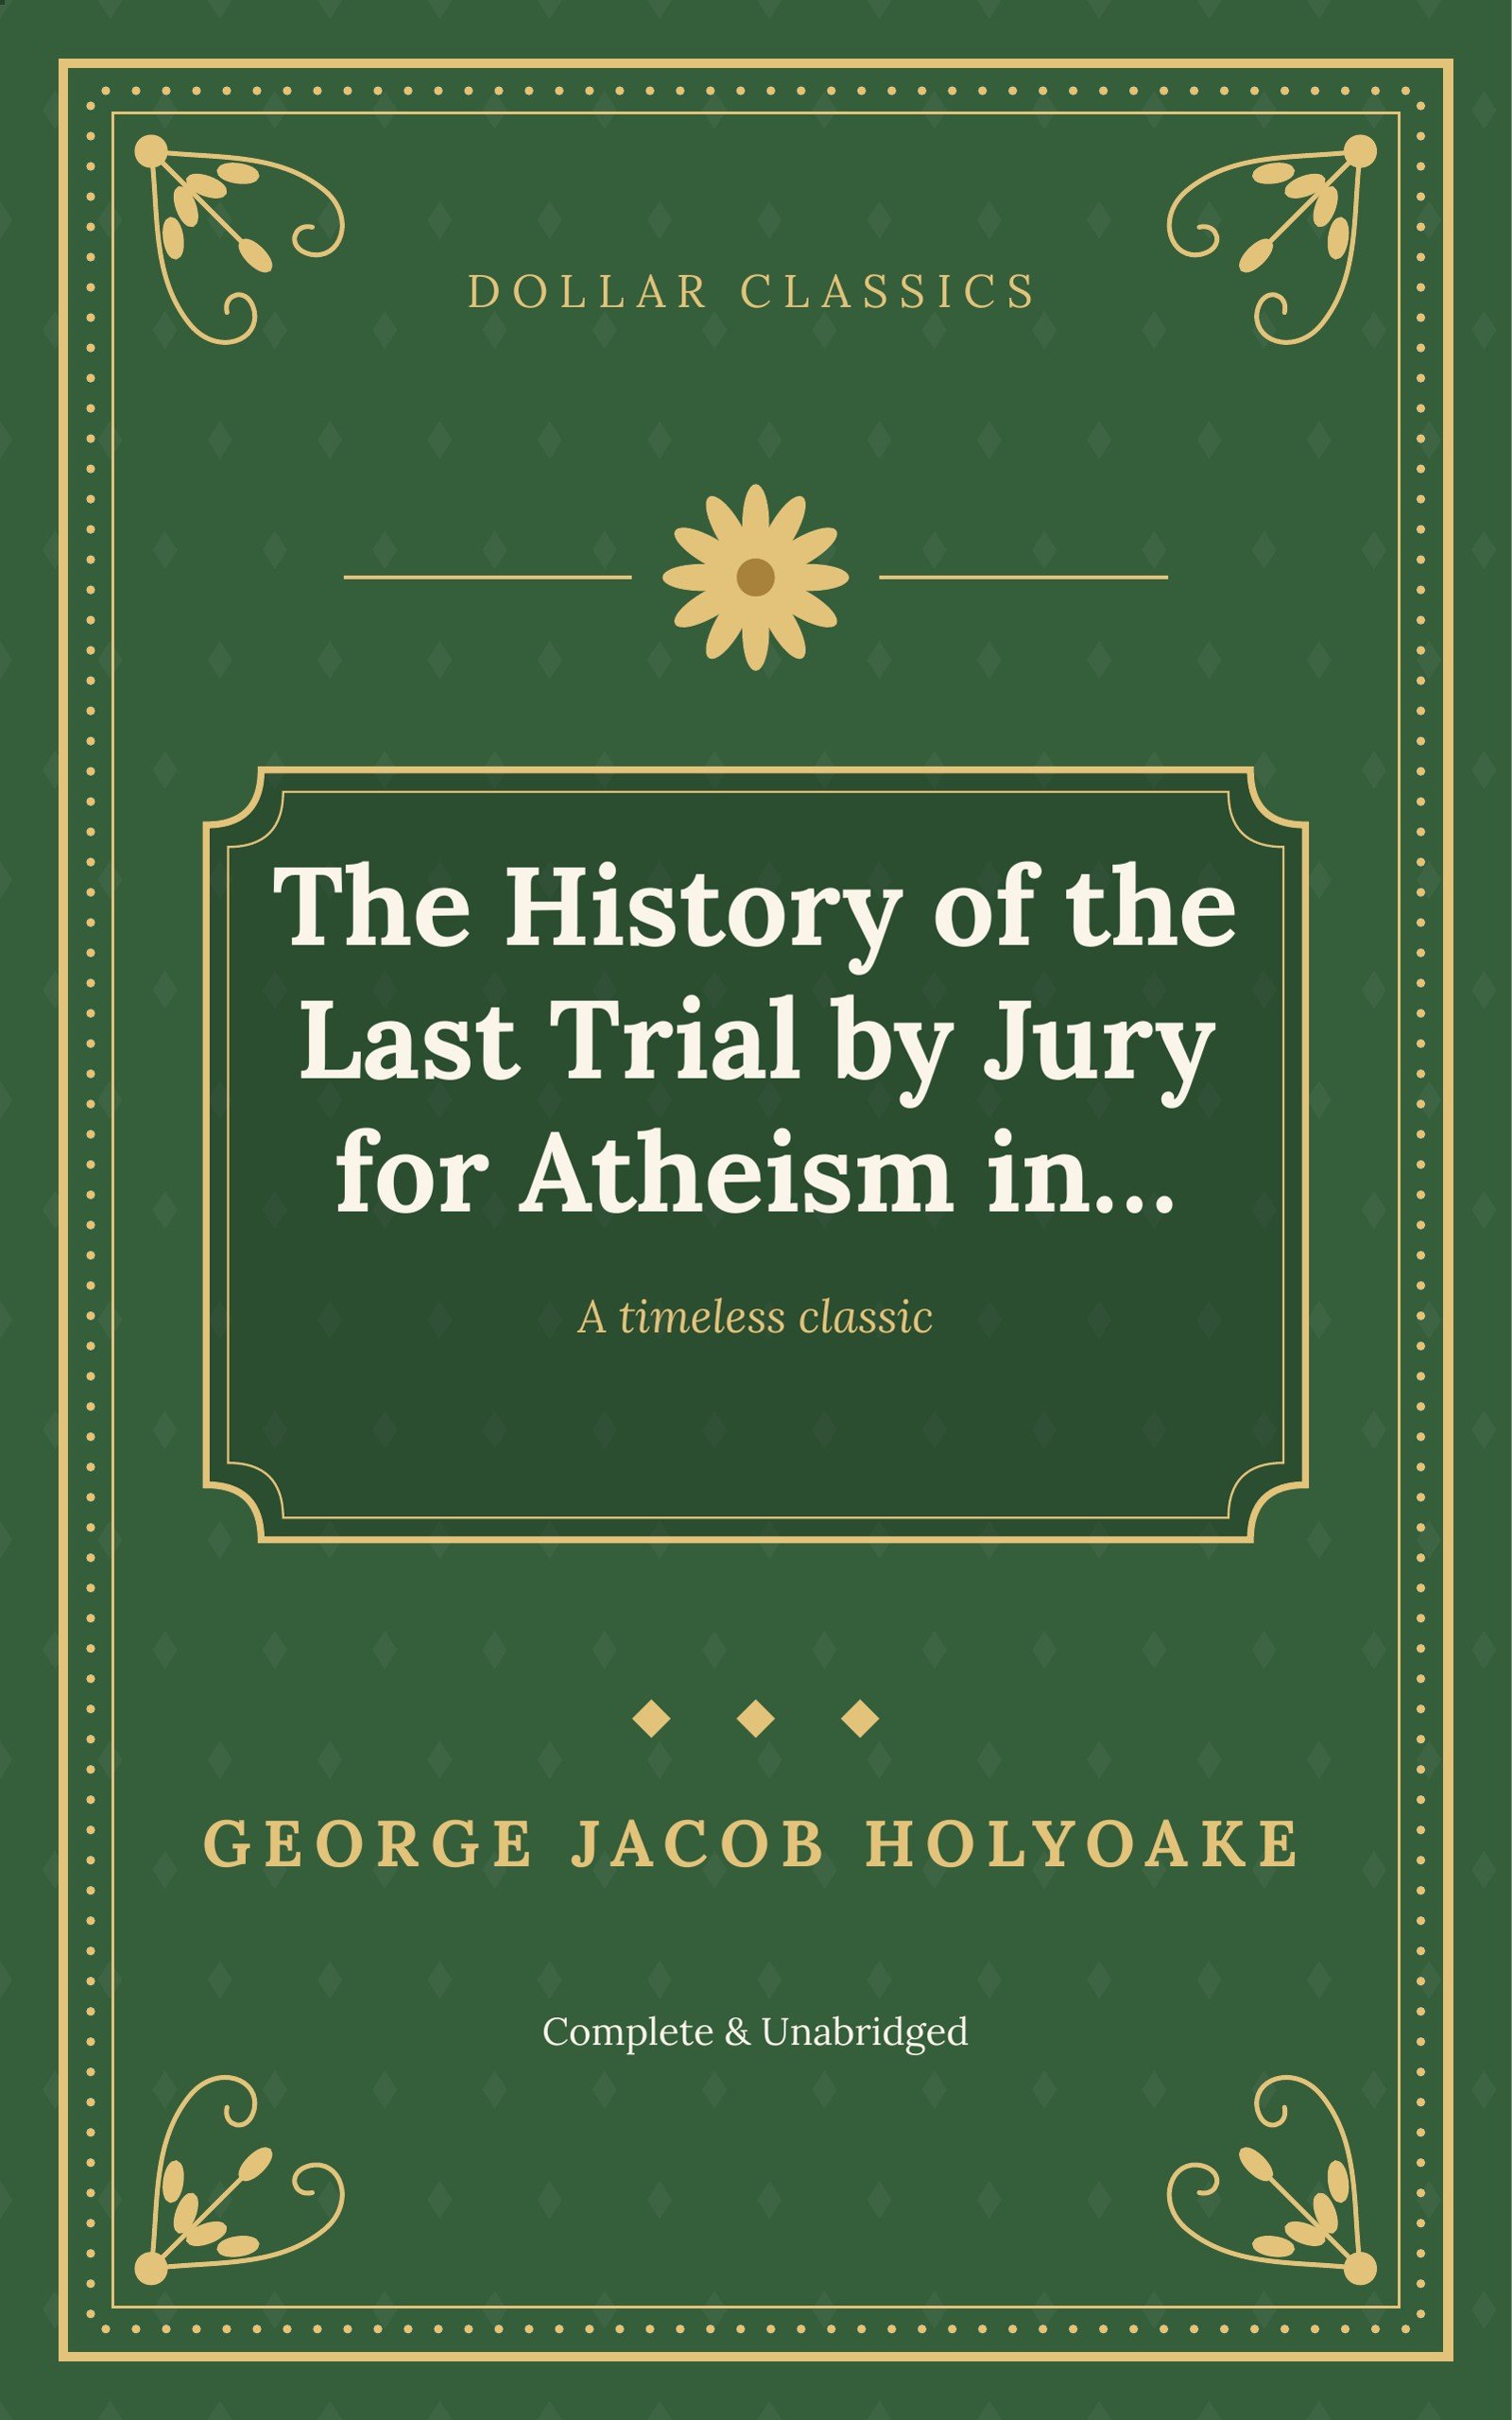 DOLLAR CLASSICS
The History of the
Last Trial by Jury
for Atheism in...
A timeless classic
GEORGE JACOB HOLYOAKE
Complete & Unabridged